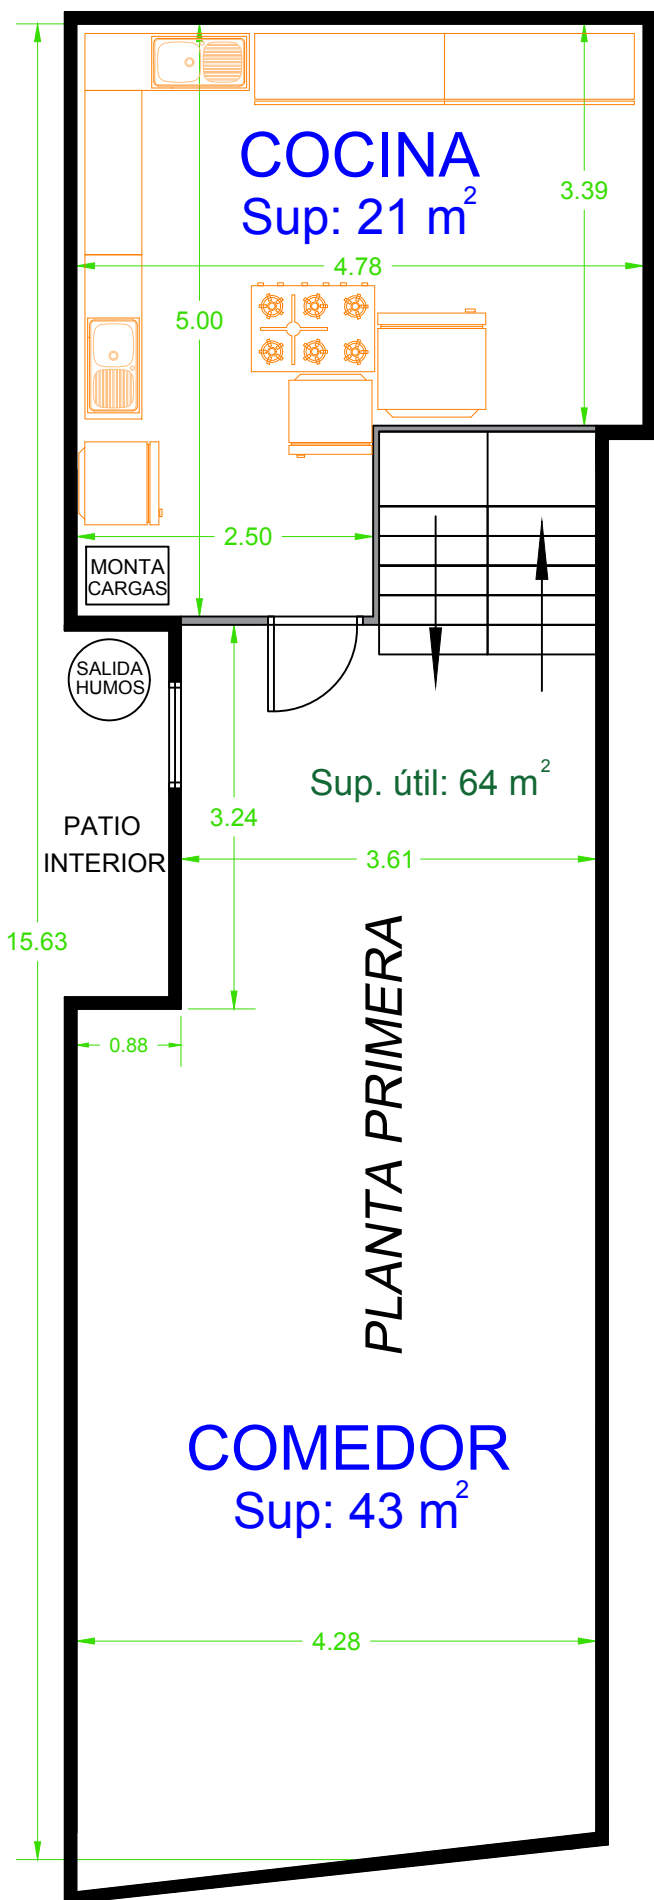 COCINA
Sup: 21 m²
3.39
4.78
5.00
2.50
MONTA
CARGAS
SALIDA
HUMOS
Sup. útil: 64 m²
3.24
PATIO
INTERIOR
3.61
15.63
0.88
PLANTA PRIMERA
COMEDOR
Sup: 43 m²
4.28